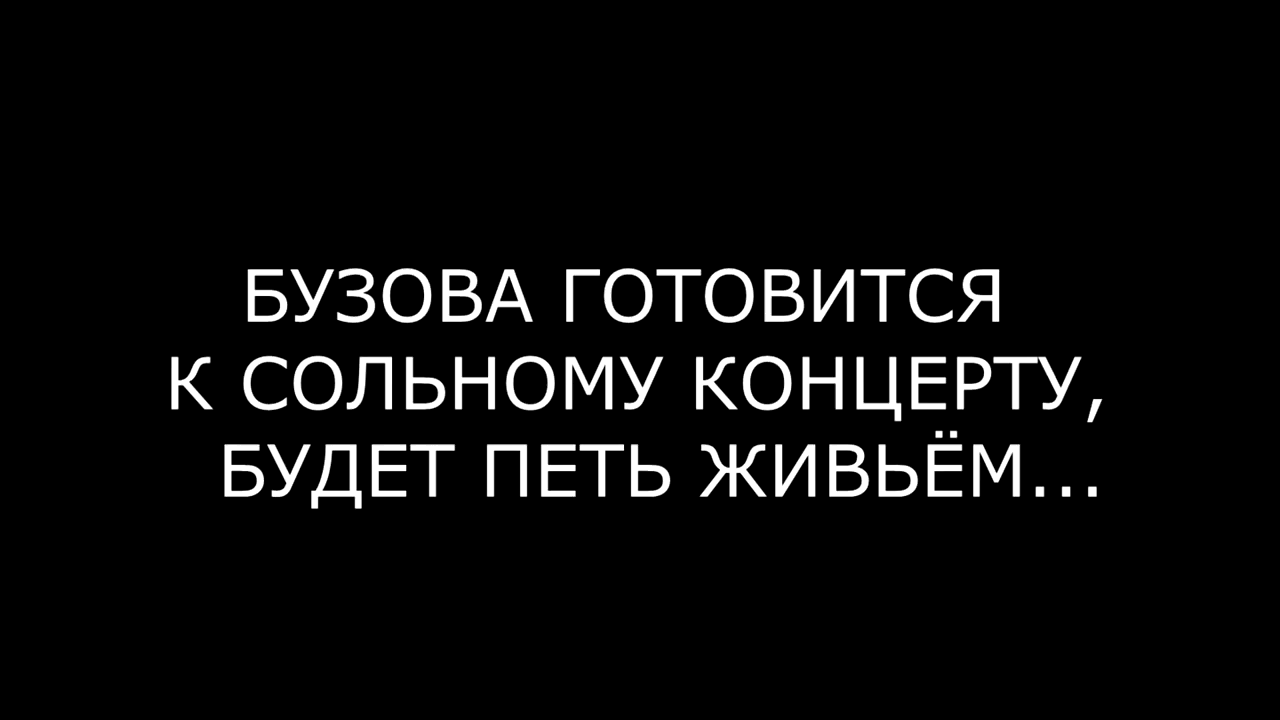 БУЗОВА ГОТОВИТСЯ
К СОЛЬНОМУ КОНЦЕРТУ,
БУДЕТ ПЕТЬ ЖИВЬЁМ...